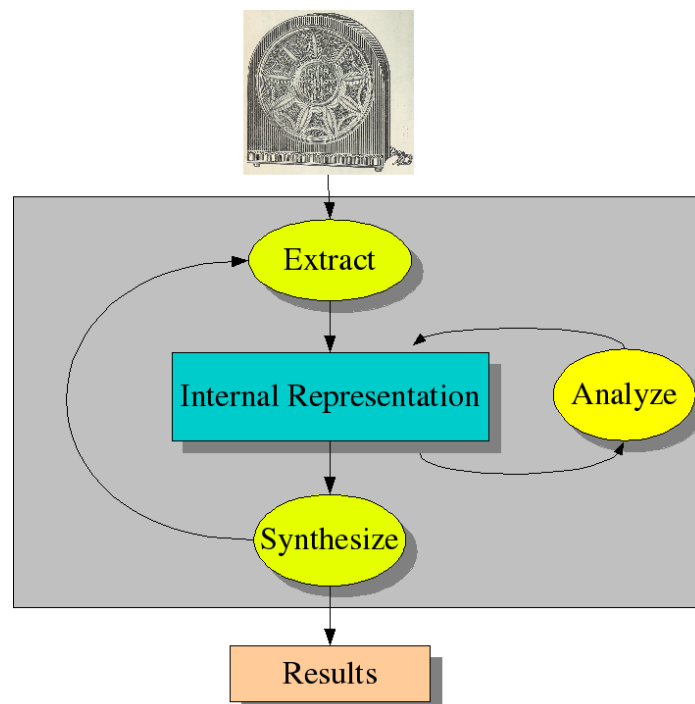 Extract
Internal Representation
Analyze
Synthesize
Results